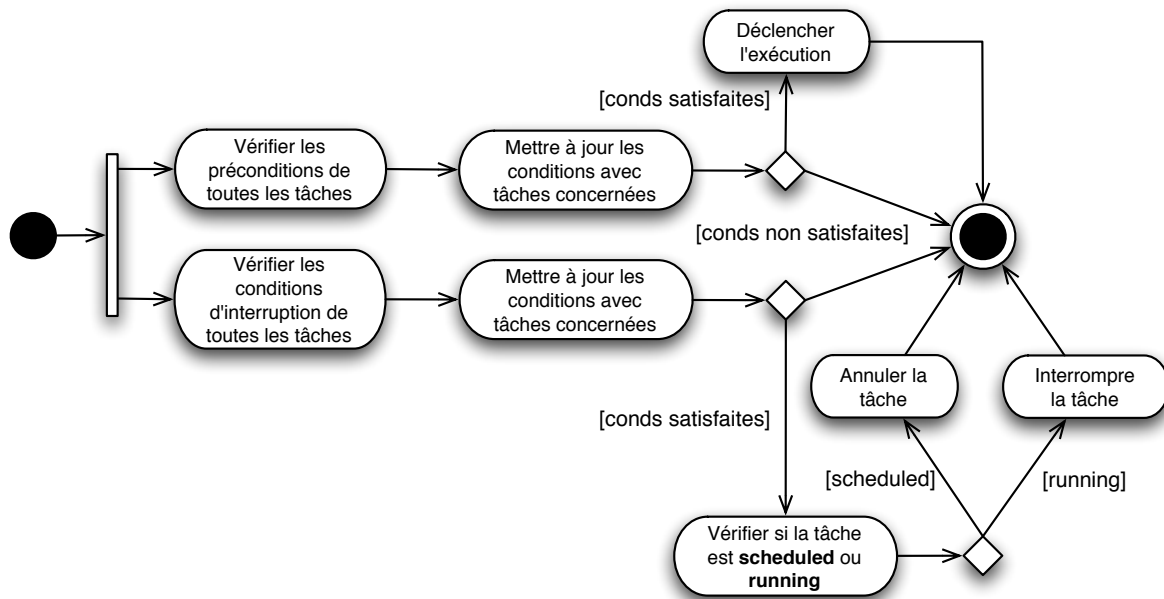 Déclencher
l'exécution
[conds satisfaites]
Vérifier les
préconditions de
toutes les tâches
Mettre à jour les
conditions avec
tâches concernées
[conds non satisfaites]
Vérifier les
conditions
d'interruption de
toutes les tâches
Mettre à jour les
conditions avec
tâches concernées
Annuler la
tâche
Interrompre
la tâche
[conds satisfaites]
[scheduled]
[running]
Vérifier si la tâche
est scheduled ou
running